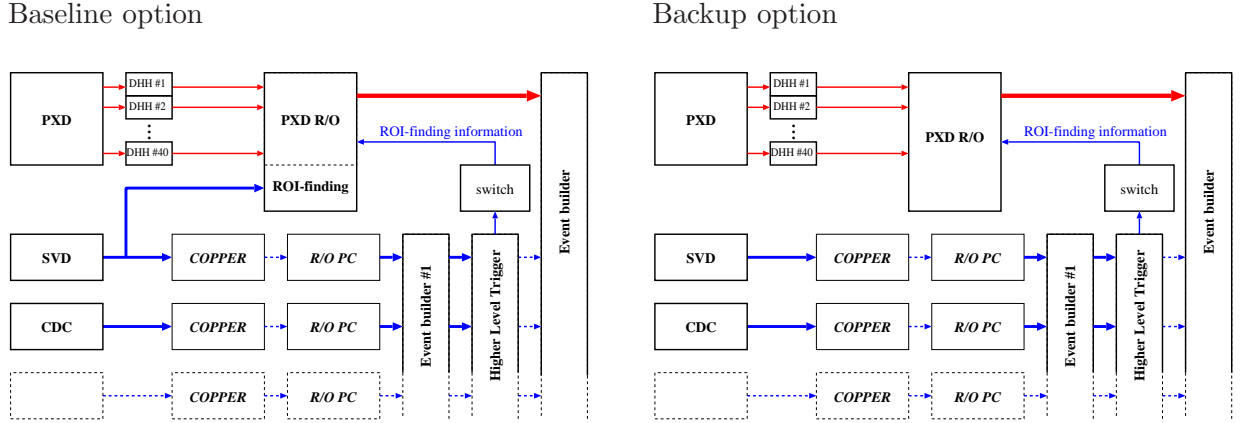 Baseline option
PXD
DHH #1
DHH #2
DHH #40
PXD R/O
ROI-finding
ROI-finding information
switch
Event builder
SVD
COPPER
R/O PC
Event builder #1
Higher Level Trigger
CDC
COPPER
R/O PC
COPPER
R/O PC
Backup option
PXD
DHH #1
DHH #2
DHH #40
PXD R/O
ROI-finding information
switch
Event builder
SVD
COPPER
R/O PC
Event builder #1
Higher Level Trigger
CDC
COPPER
R/O PC
COPPER
R/O PC